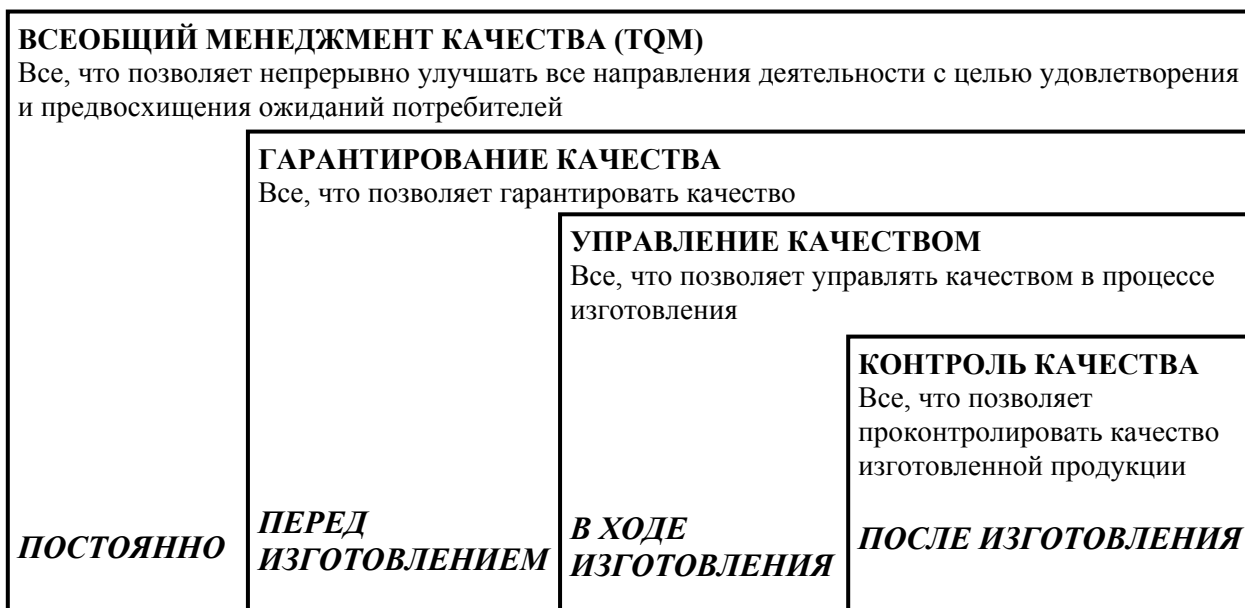 ВСЕОБЩИЙ МЕНЕДЖМЕНТ КАЧЕСТВА (TQM)
Все, что позволяет непрерывно улучшать все направления деятельности с целью удовлетворения
и предвосхищения ожиданий потребителей
ГАРАНТИРОВАНИЕ КАЧЕСТВА
Все, что позволяет гарантировать качество
УПРАВЛЕНИЕ КАЧЕСТВОМ
Все, что позволяет управлять качеством в процессе
изготовления
КОНТРОЛЬ КАЧЕСТВА
Все, что позволяет
проконтролировать качество
изготовленной продукции
ПОСТОЯННО
ПЕРЕД
ИЗГОТОВЛЕНИЕМ
В ХОДЕ
ИЗГОТОВЛЕНИЯ
ПОСЛЕ ИЗГОТОВЛЕНИЯ